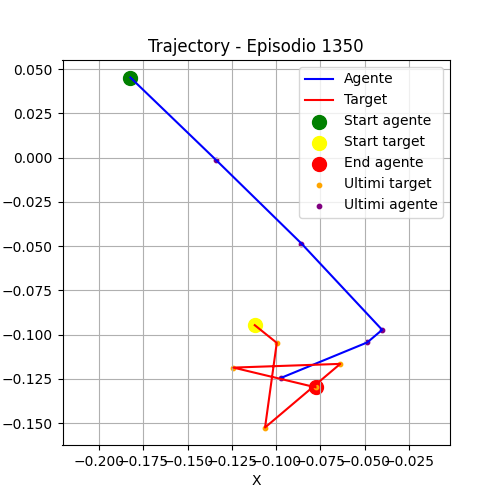 Trajectory - Episodio 1350
Agente
Target
Start agente
Start target
End agente
Ultimi target
Ultimi agente
0.050
0.025
0.000
−0.025
−0.050
−0.075
−0.100
−0.125
−0.150
−0.200 −0.175 −0.150 −0.125 −0.100 −0.075 −0.050 −0.025
X